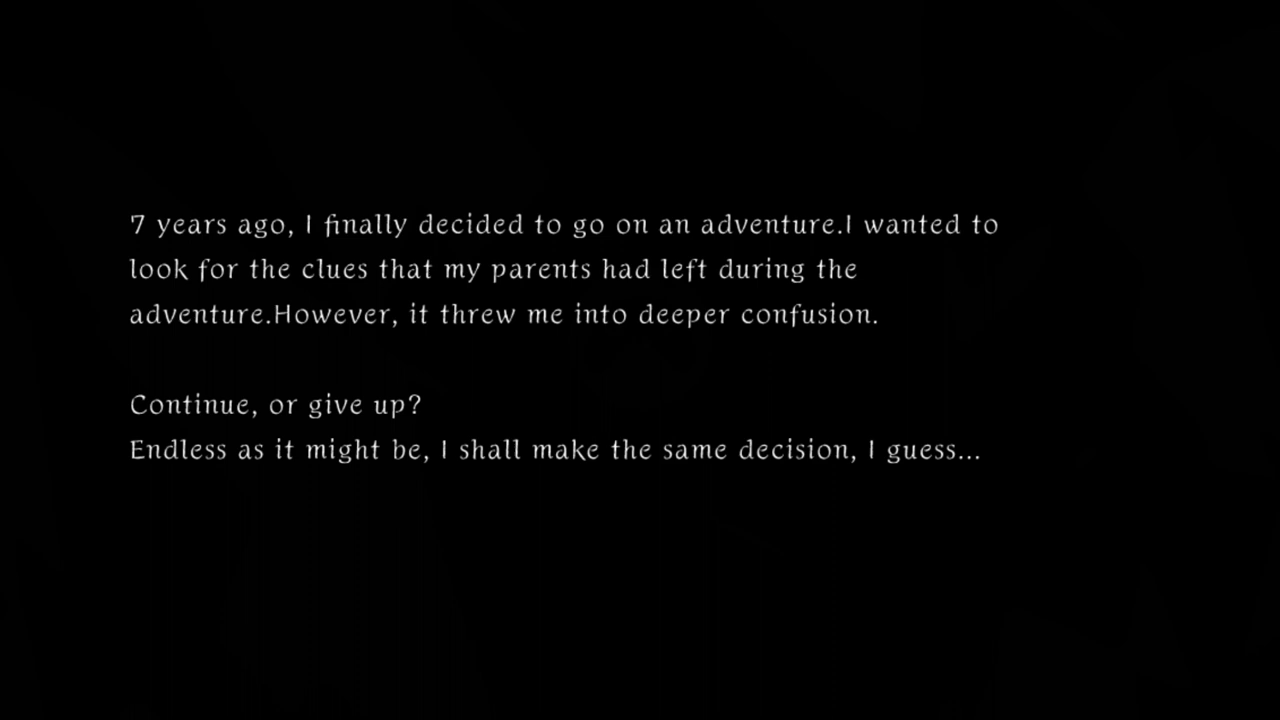 7 years ago, I finally decided to go on an adventure.I wanted to
look for the clues that my parents had left during the
adventure.However, it threw me into deeper confusion.
Continue, or give up?
Endless as it might be, I shall make the same decision, I guess...